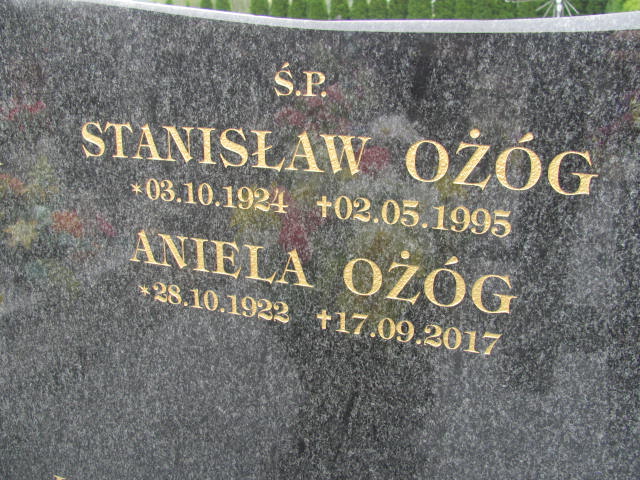 Ś.P.
STANISŁAW OŻÓG
*03.10.1924 ✝02.05.1995
ANIELA OŻÓG
*28.10.1922 ✝17.09.2017